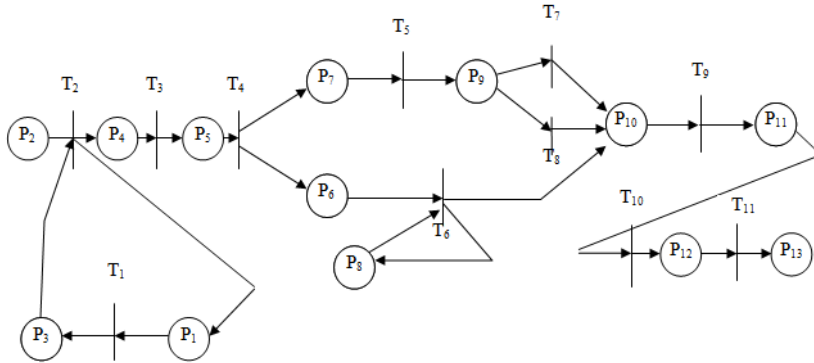 T7
T5
T2 T3 T4 P7 P9 T9
P2 P4 P5 P10 P11
T8
P6
T10
T6 T11
P8 P12 P13
T1
P3 P1